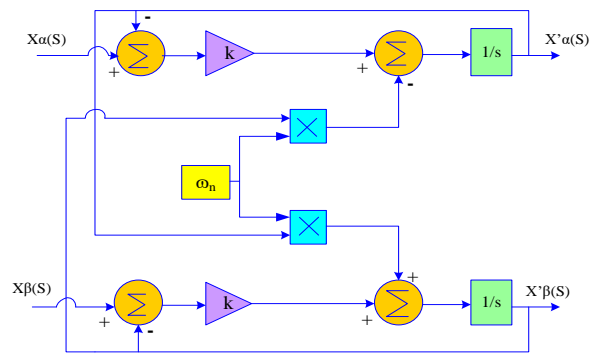 Xα(S)
-
+
∑
k
+
∑
-
1/s
X'α(S)
×
ωn
×
Xβ(S)
+
∑
-
k
+
+
∑
1/s
X'β(S)